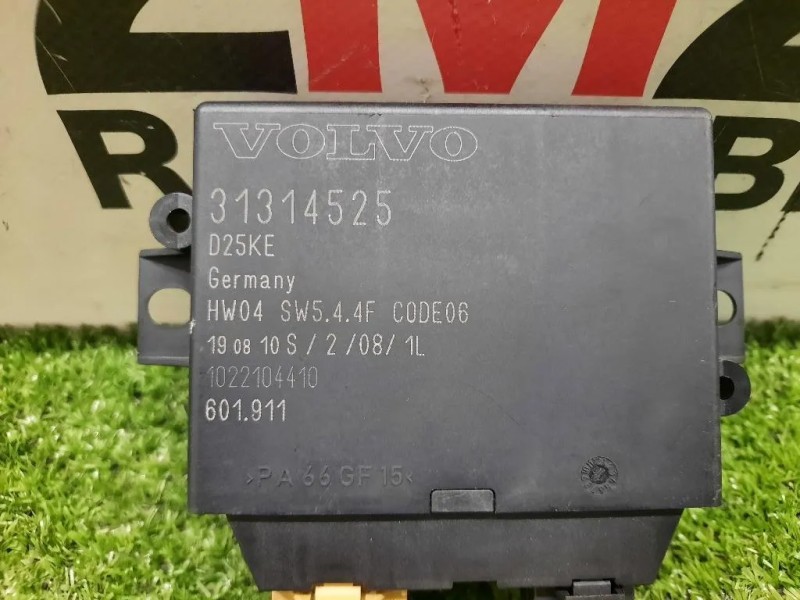 VOLVO
31314525
D25KE
Germany
HW04 SW5.4.4F CODE06
19 08 10 S / 2 / 08 / 1L
1022104410
601.911
>PA 66 GF 15<